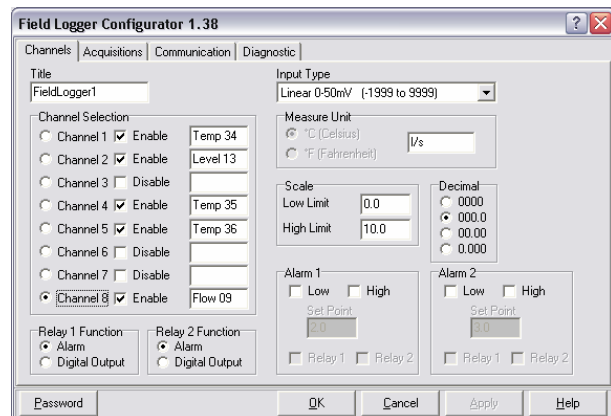 Field Logger Configurator 1.38
Channels Acquisitions Communication Diagnostic
Title
FieldLogger1
Input Type
Linear 0-50mV (-1999 to 9999)
Channel Selection
Channel 1 Enable Temp 34
Channel 2 Enable Level 13
Channel 3 Disable
Channel 4 Enable Temp 35
Channel 5 Enable Temp 36
Channel 6 Disable
Channel 7 Disable
Channel 8 Enable Flow 09
Measure Unit
°C (Celsius)
°F (Fahrenheit)
l/s
Scale
Low Limit 0.0
High Limit 10.0
Decimal
0000
000.0
00.00
0.000
Alarm 1
Low High
Set Point
2.0
Relay 1 Relay 2
Alarm 2
Low High
Set Point
3.0
Relay 1 Relay 2
Relay 1 Function
Alarm
Digital Output
Relay 2 Function
Alarm
Digital Output
Password OK Cancel Apply Help